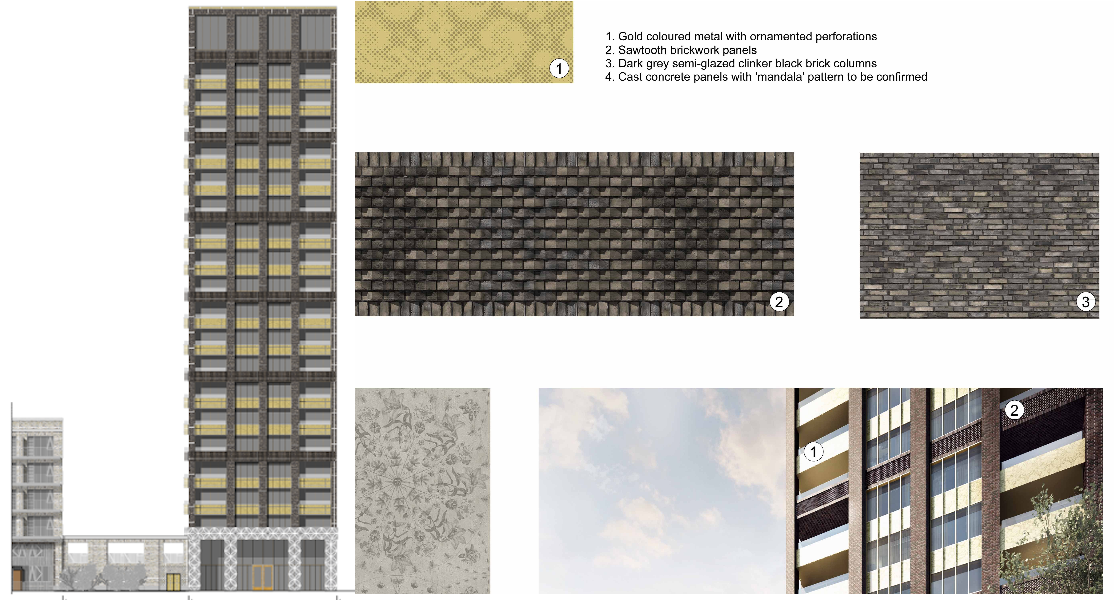 1. Gold coloured metal with ornamented perforations
2. Sawtooth brickwork panels
3. Dark grey semi-glazed clinker black brick columns
4. Cast concrete panels with 'mandala' pattern to be confirmed
1
2
3
1
2